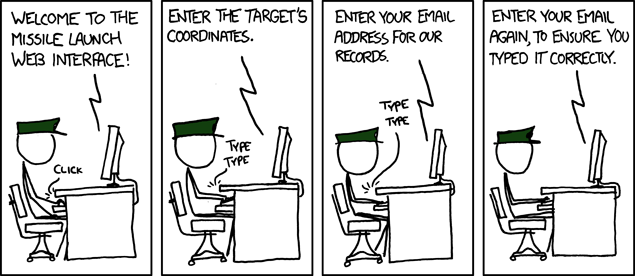 WELCOME TO THE
MISSILE LAUNCH
WEB INTERFACE!
CLICK
ENTER THE TARGET'S
COORDINATES.
TYPE
TYPE
ENTER YOUR EMAIL
ADDRESS FOR OUR
RECORDS.
TYPE
TYPE
ENTER YOUR EMAIL
AGAIN, TO ENSURE YOU
TYPED IT CORRECTLY.